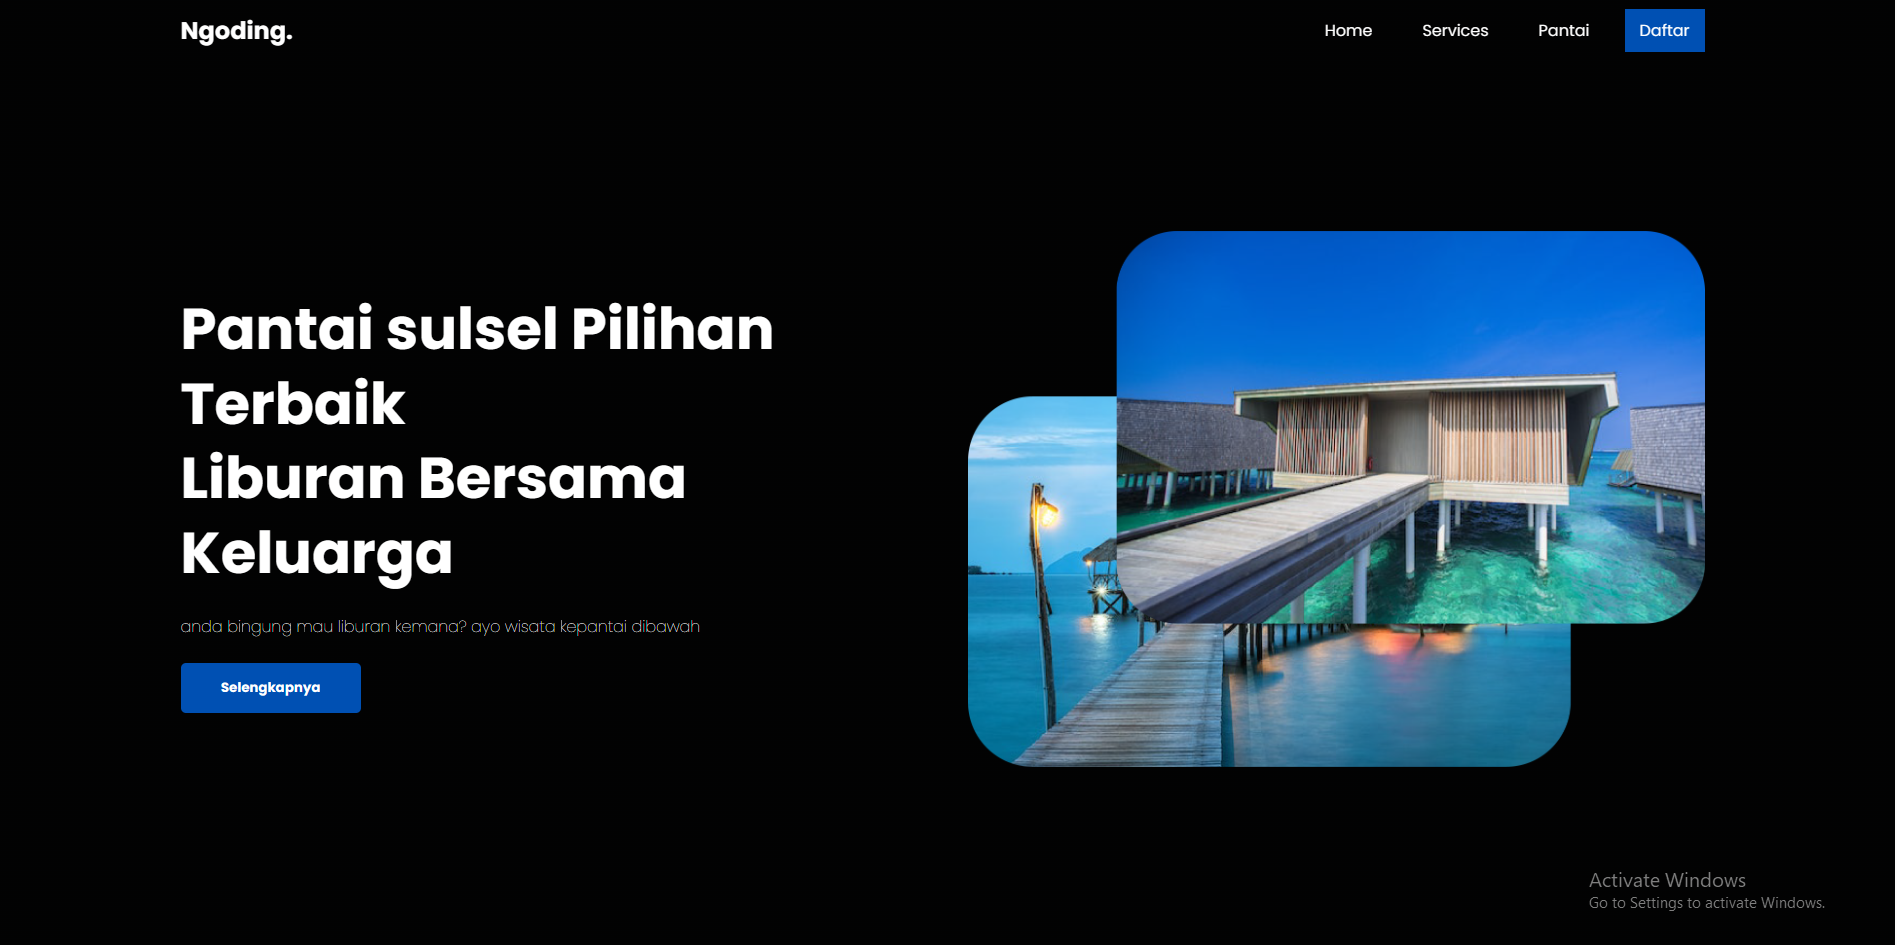 Ngoding.
Home
Services
Pantai
Daftar
Pantai sulsel Pilihan
Terbaik
Liburan Bersama
Keluarga
anda bingung mau liburan kemana? ayo wisata kepantai dibawah
Selengkapnya
Activate Windows
Go to Settings to activate Windows.